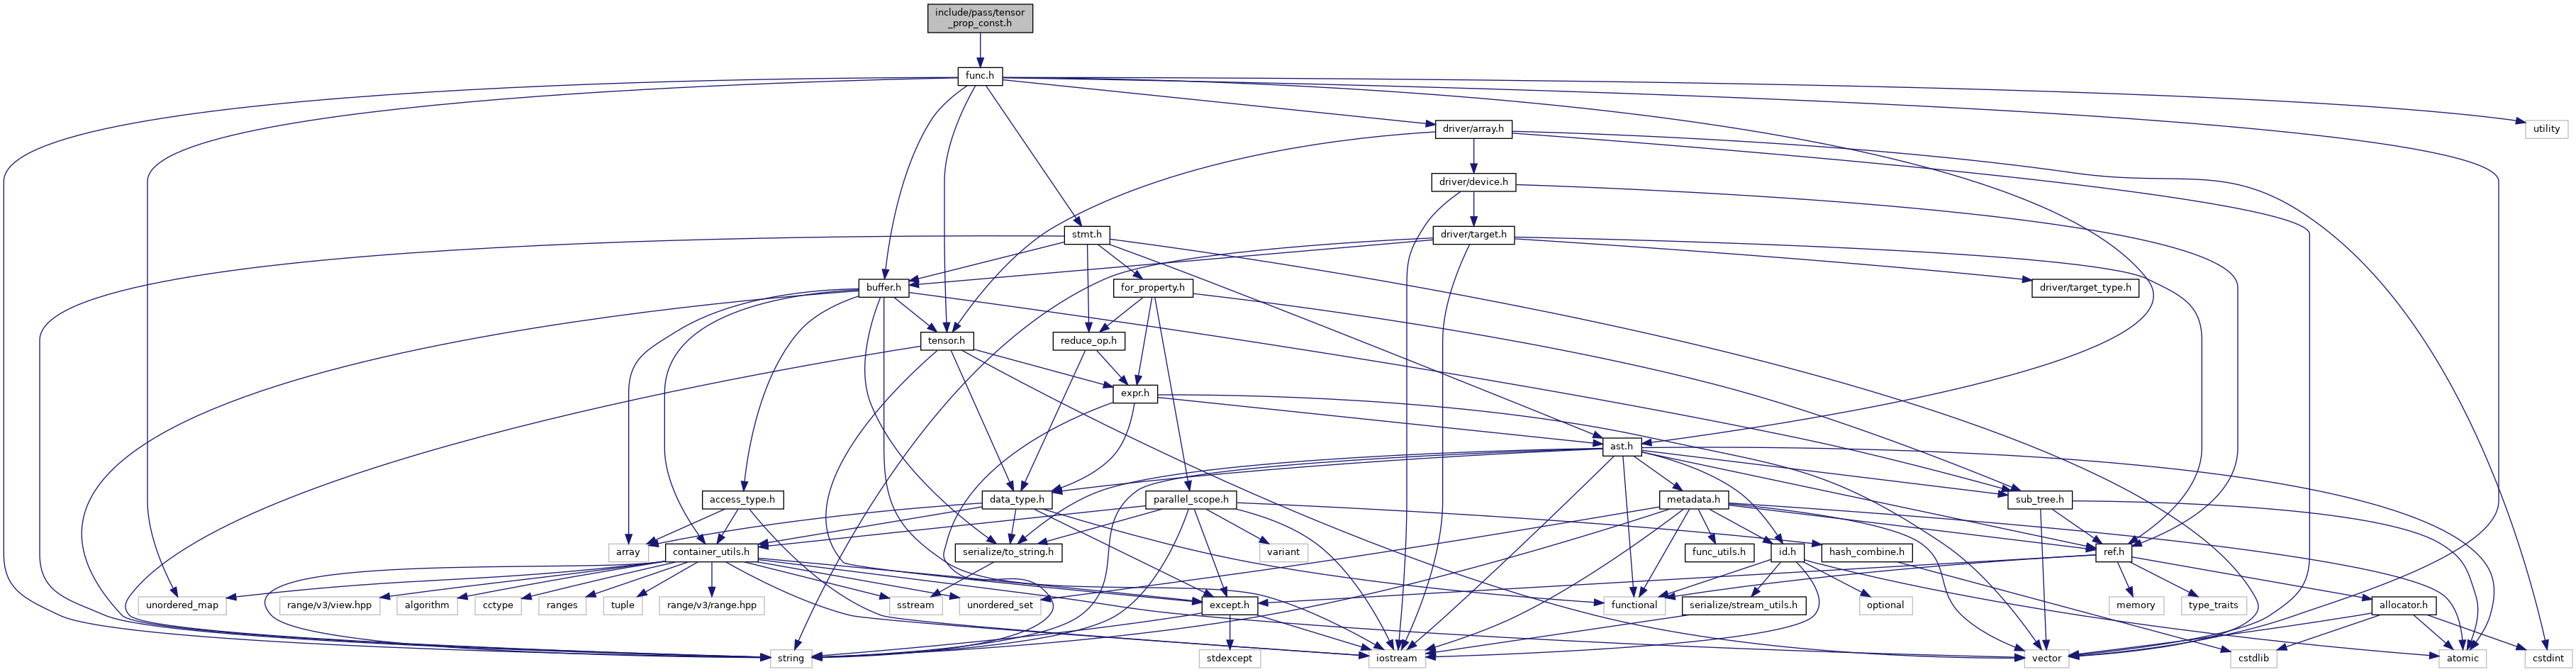 include/pass/tensor
_prop_const.h
func.h
driver/array.h
utility
driver/device.h
stmt.h
driver/target.h
buffer.h
for_property.h
driver/target_type.h
tensor.h
reduce_op.h
expr.h
ast.h
access_type.h
data_type.h
parallel_scope.h
metadata.h
sub_tree.h
array
container_utils.h
serialize/to_string.h
variant
func_utils.h
id.h
hash_combine.h
ref.h
unordered_map
range/v3/view.hpp
algorithm
cctype
ranges
tuple
range/v3/range.hpp
sstream
unordered_set
except.h
functional
serialize/stream_utils.h
optional
memory
type_traits
allocator.h
string
stdexcept
iostream
vector
cstdlib
atomic
cstdint